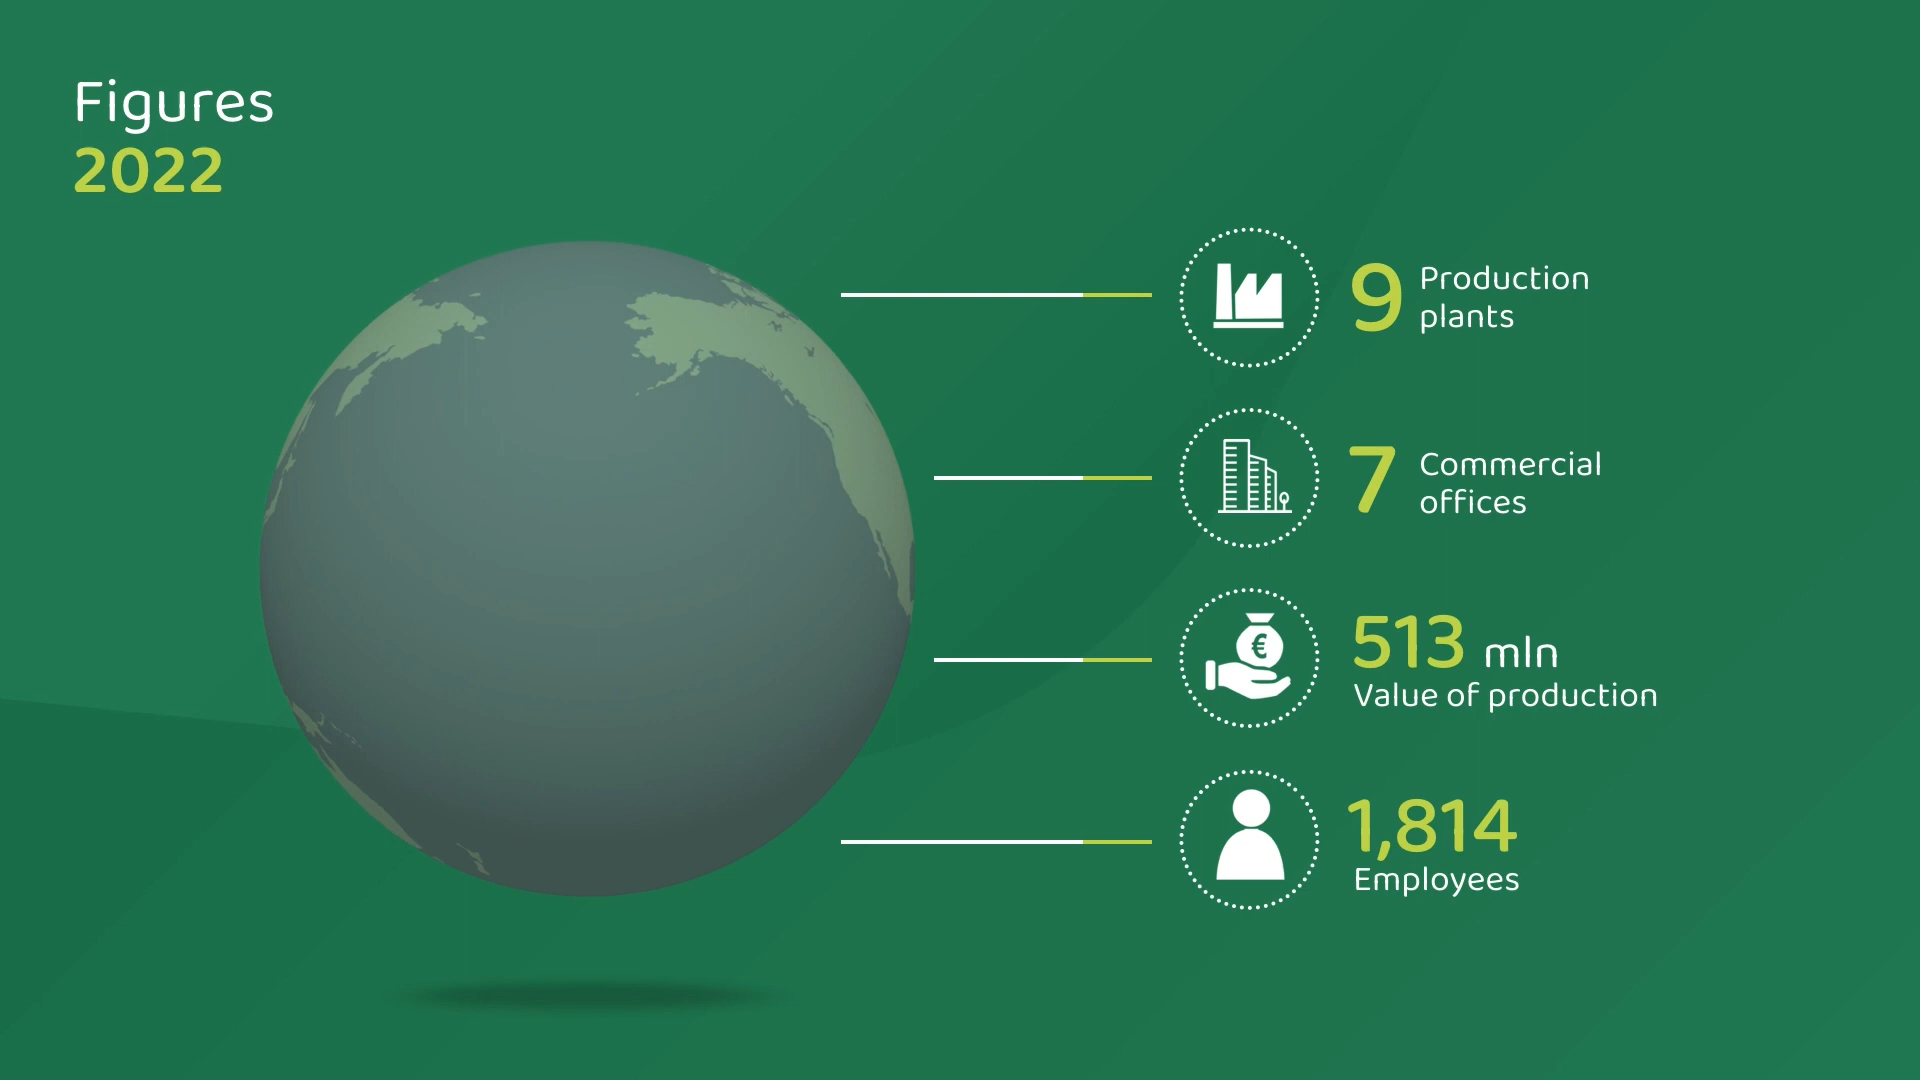 Figures
2022
9 Production
plants
7 Commercial
offices
€
513 mln
Value of production
1,814
Employees